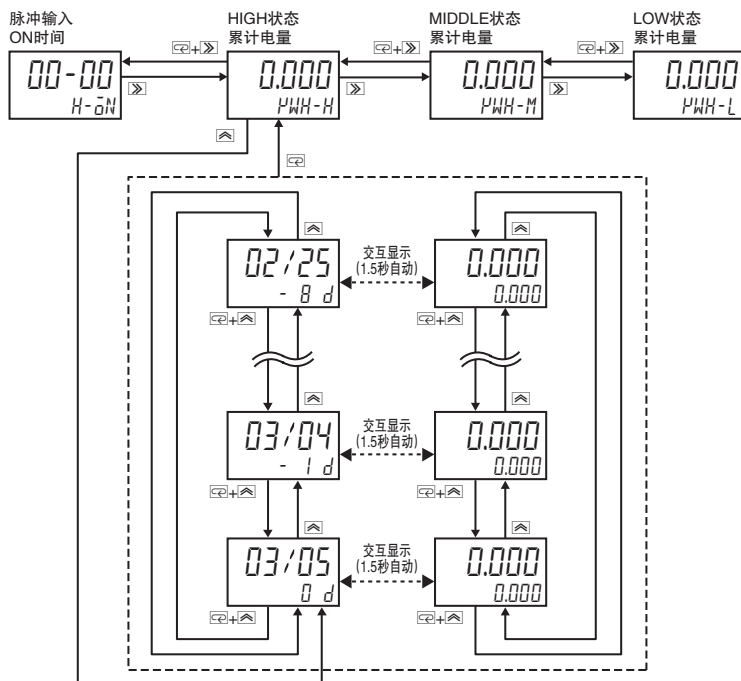 脉冲输入
ON时间
HIGH状态
累计电量
MIDDLE状态
累计电量
LOW状态
累计电量
00-00
H-ON
0.000
KWH-H
0.000
KWH-M
0.000
KWH-L
+
+
+
02/25
- 8 d
交互显示
(1.5秒自动)
0.000
0.000
+
+
03/04
- 1 d
交互显示
(1.5秒自动)
0.000
0.000
+
+
03/05
0 d
交互显示
(1.5秒自动)
0.000
0.000
+
+